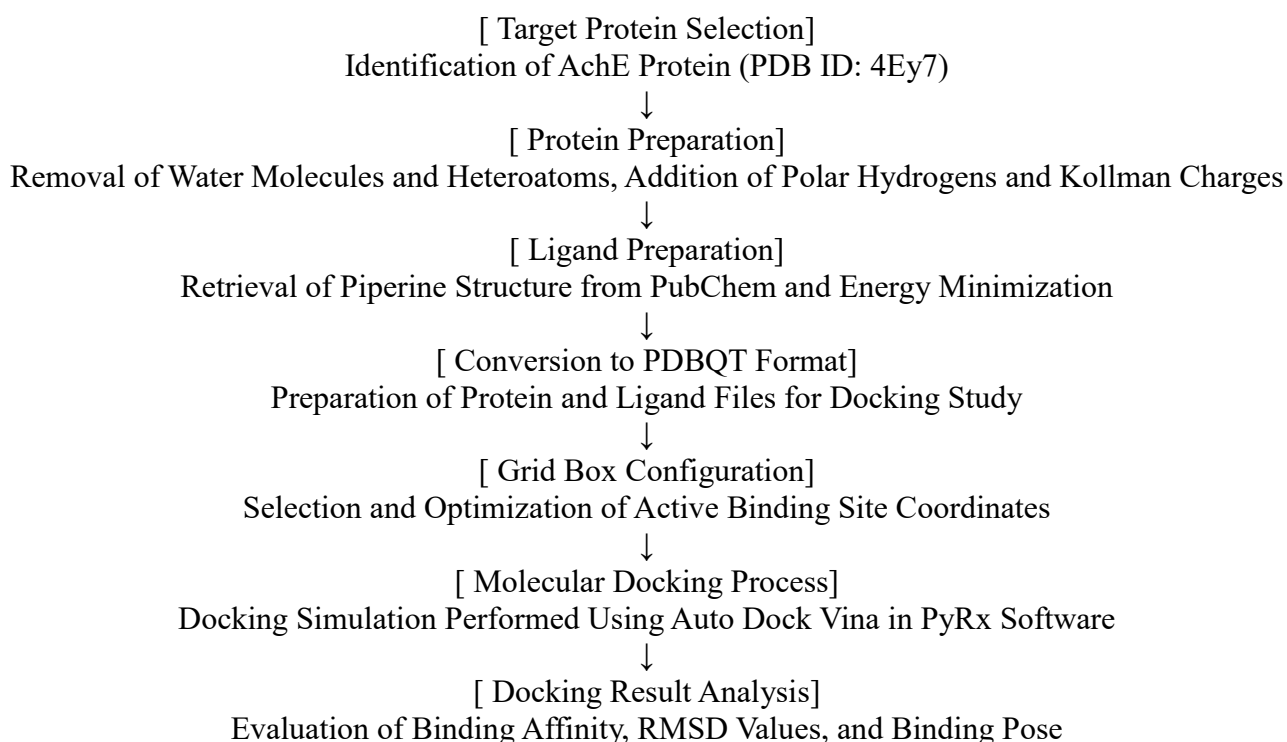 [ Target Protein Selection]
Identification of AchE Protein (PDB ID: 4Ey7)
↓
[ Protein Preparation]
Removal of Water Molecules and Heteroatoms, Addition of Polar Hydrogens and Kollman Charges
↓
[ Ligand Preparation]
Retrieval of Piperine Structure from PubChem and Energy Minimization
↓
[ Conversion to PDBQT Format]
Preparation of Protein and Ligand Files for Docking Study
↓
[ Grid Box Configuration]
Selection and Optimization of Active Binding Site Coordinates
↓
[ Molecular Docking Process]
Docking Simulation Performed Using Auto Dock Vina in PyRx Software
↓
[ Docking Result Analysis]
Evaluation of Binding Affinity, RMSD Values, and Binding Pose